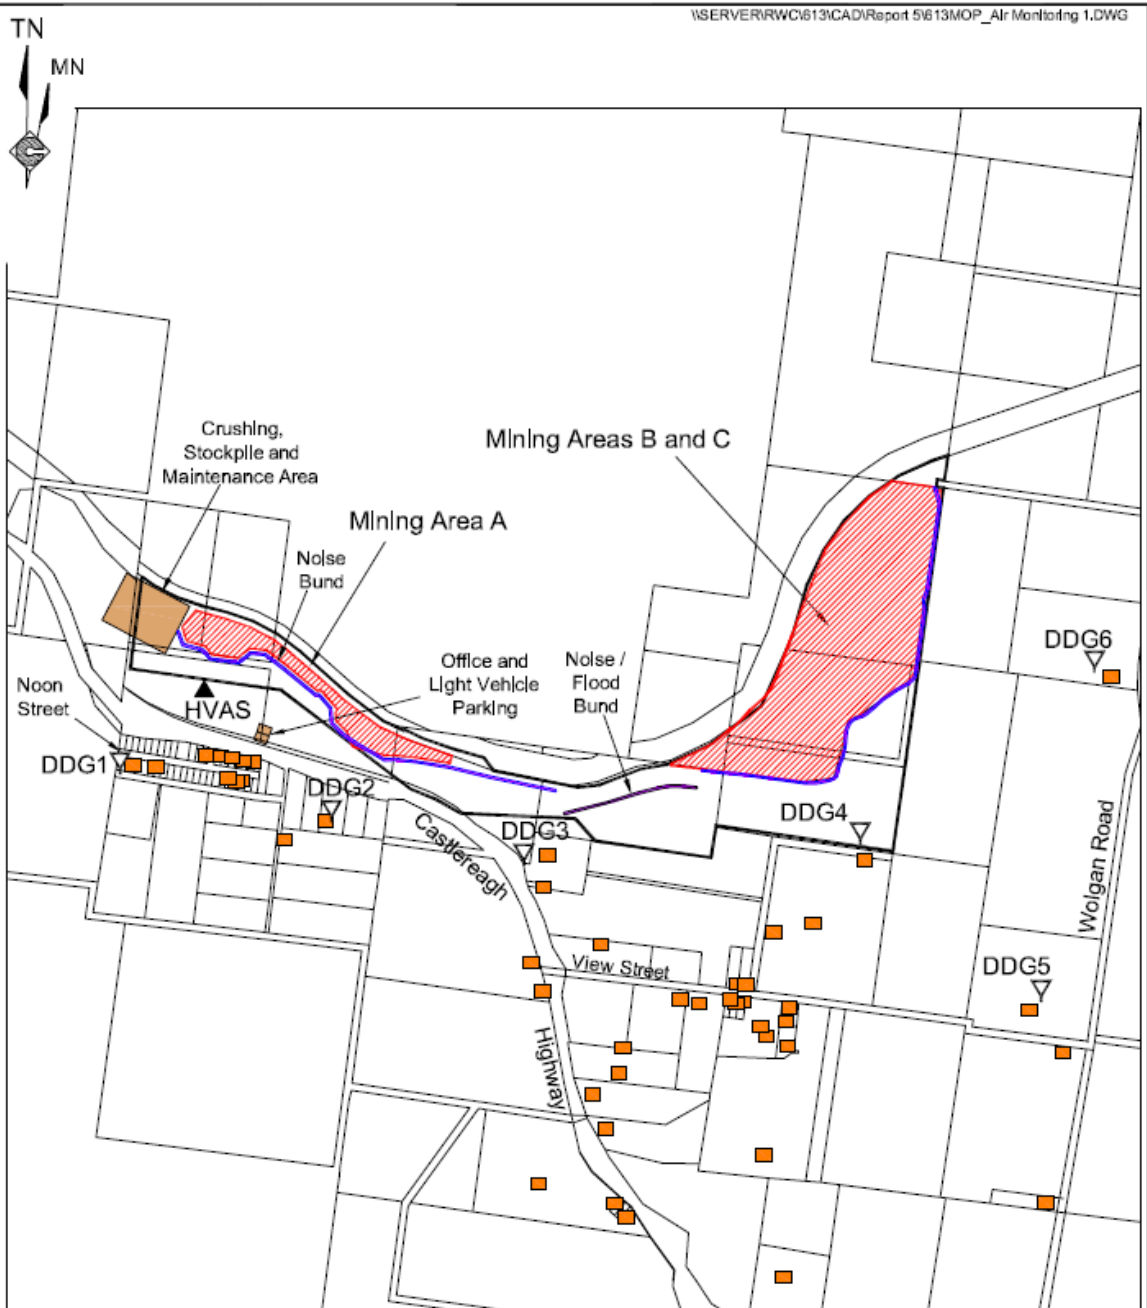 \\SERVER\RWC\613\CAD\Report 5\613MOP_Air Monitoring 1.DWG
TN
MN
Crushing,
Stockpile and
Maintenance Area
Mining Areas B and C
Mining Area A
Noise
Bund
Office and
Light Vehicle
Parking
Noise /
Flood
Bund
DDG6
Noon
Street
HVAS
DDG1
DDG2
DDG3
DDG4
Castlereagh
Wolgan Road
View Street
DDG5
Highway